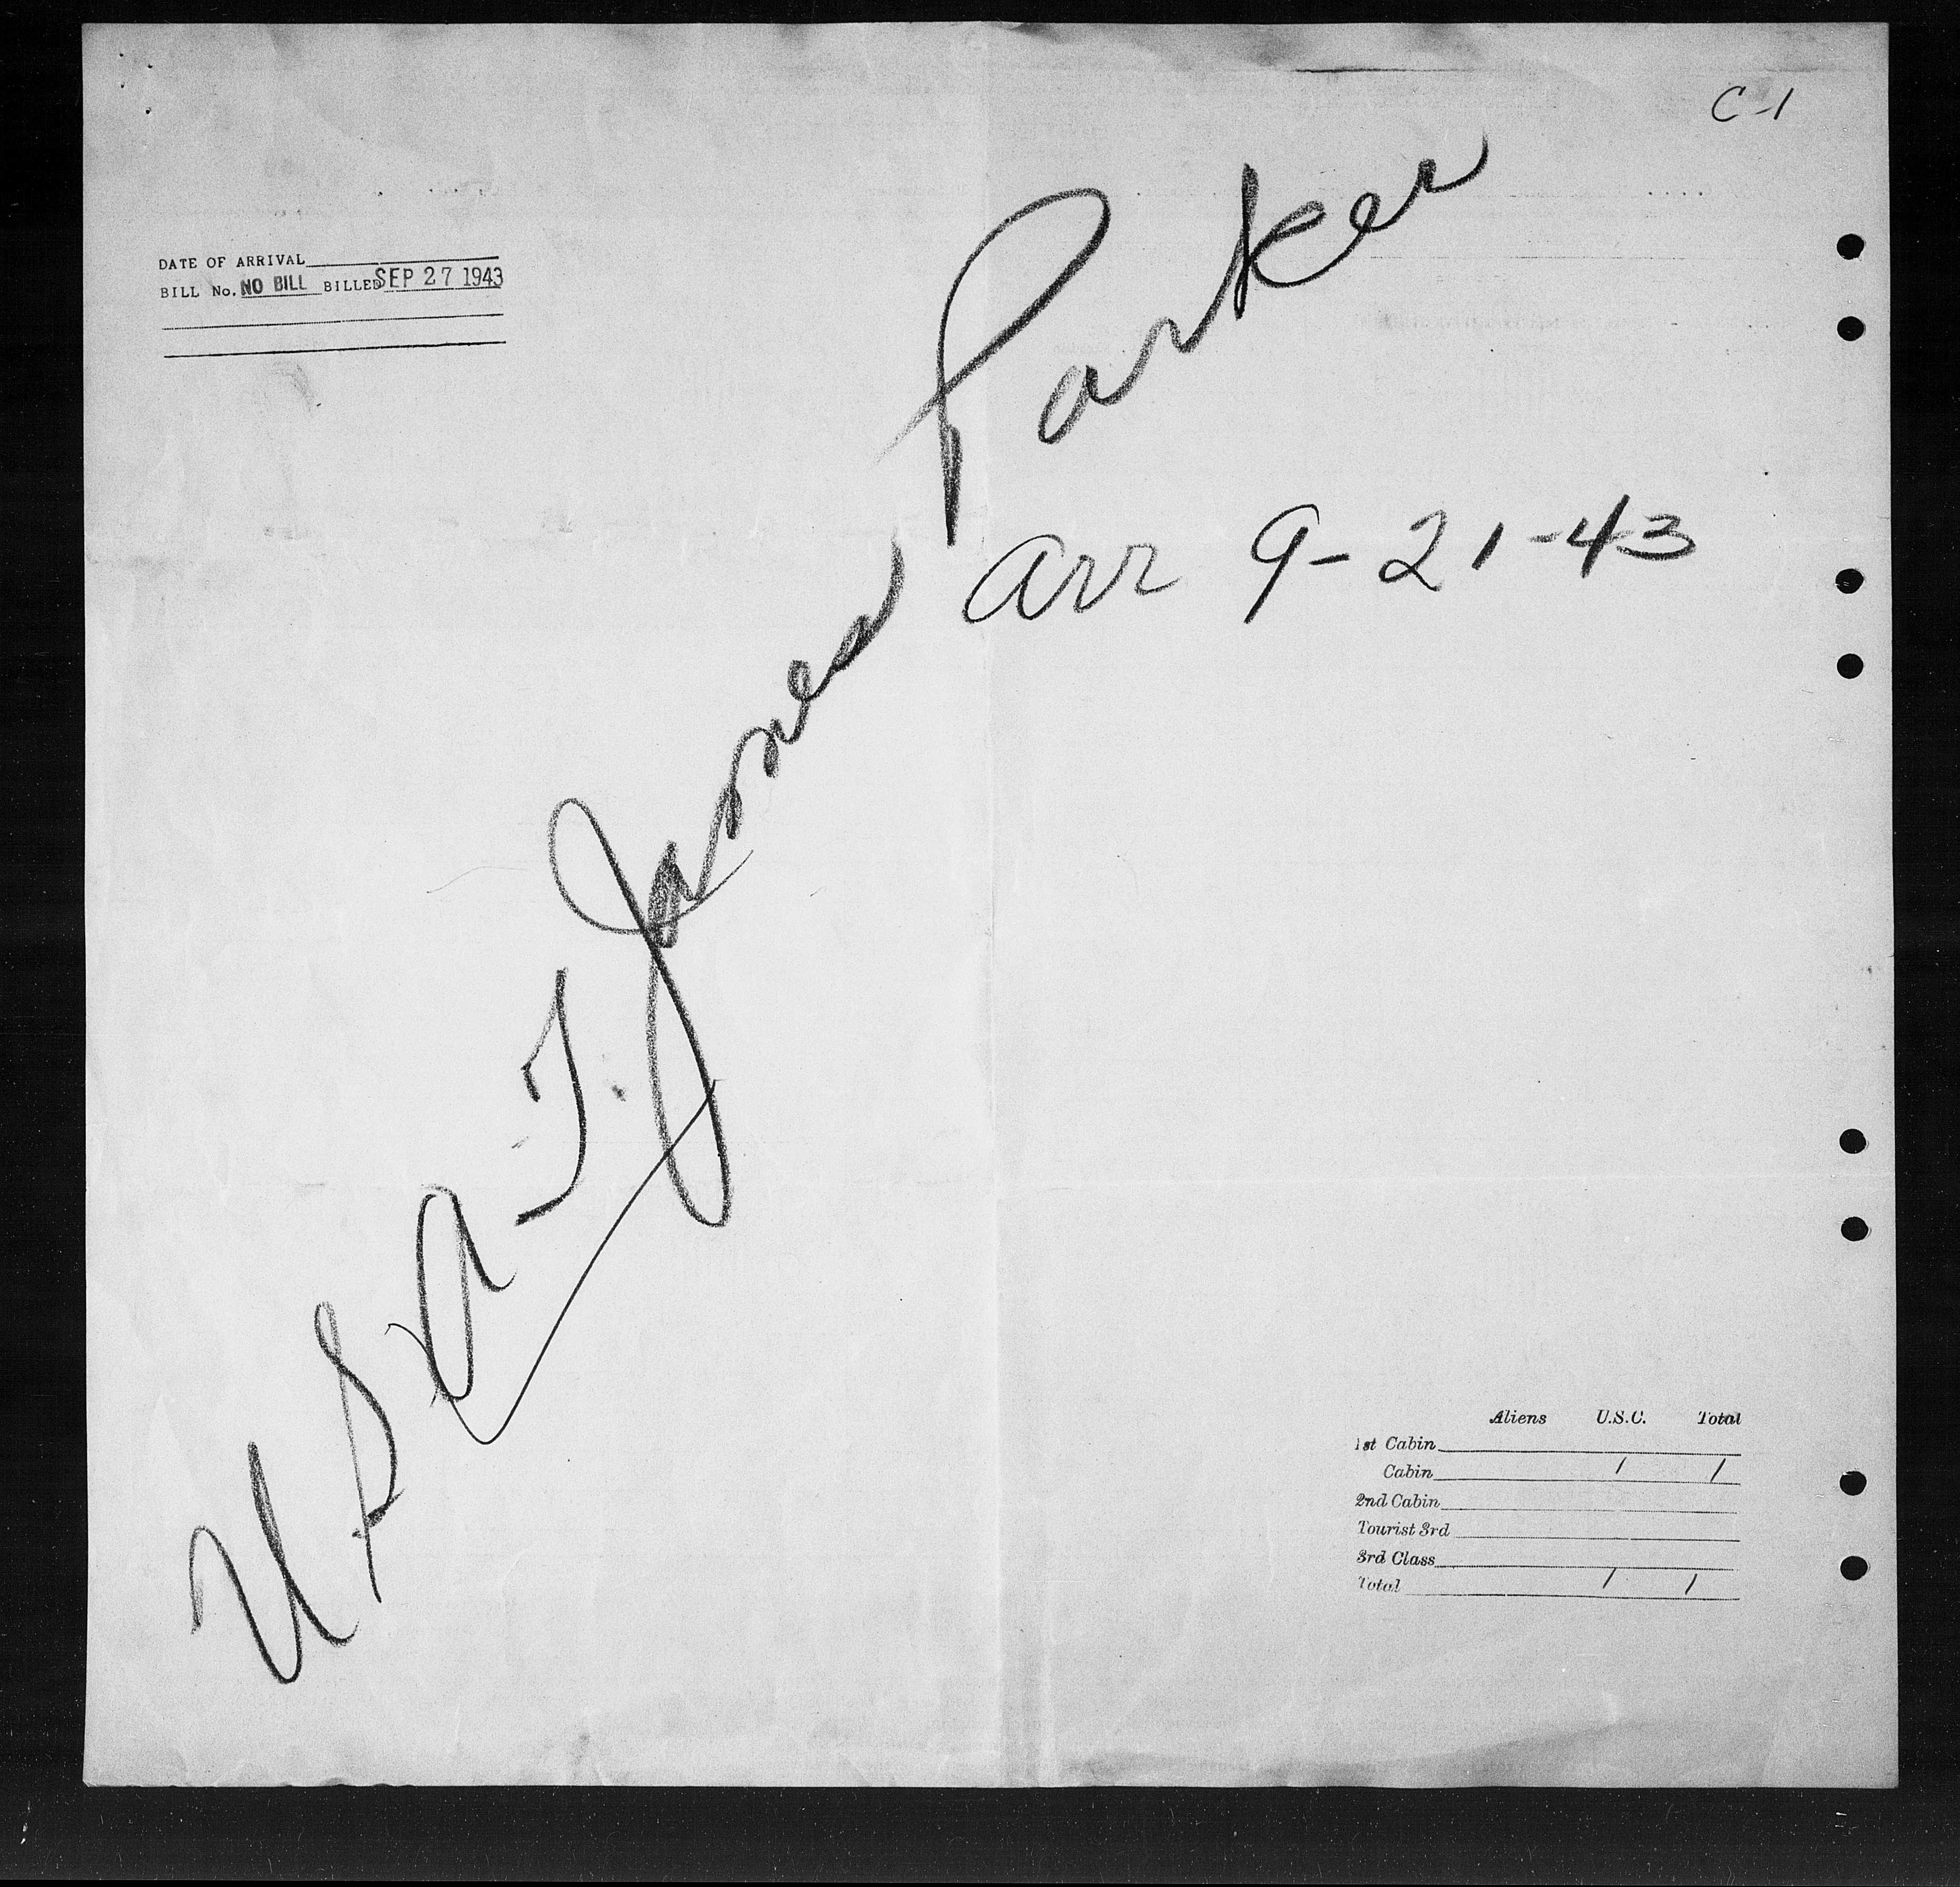 C-1
DATE OF ARRIVAL
BILL No. NO BILL BILLED SEP 27 1943
USAT. James Parker
arr 9-21-43
Aliens U.S.C. Total
1st Cabin
Cabin 1 1
2nd Cabin
Tourist 3rd
3rd Class
Total 1 1